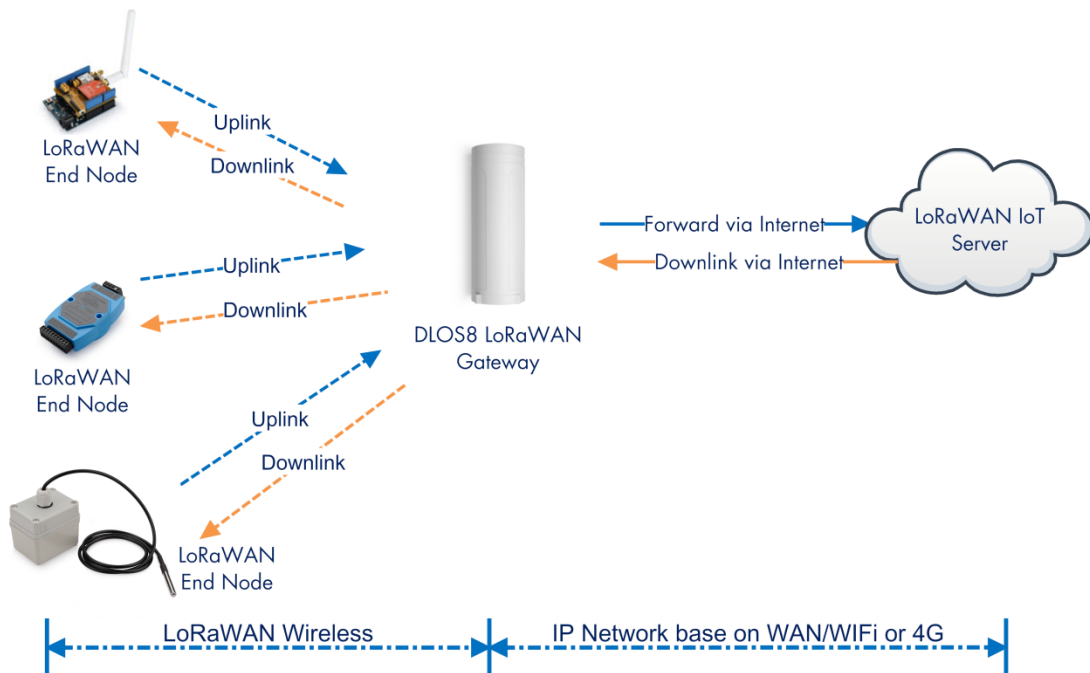 Uplink
Downlink
LoRaWAN
End Node
Uplink
Downlink
LoRaWAN
End Node
Uplink
Downlink
LoRaWAN
End Node
DLOS8 LoRaWAN
Gateway
Forward via Internet
Downlink via Internet
LoRaWAN IoT
Server
LoRaWAN Wireless
IP Network base on WAN/WIFi or 4G